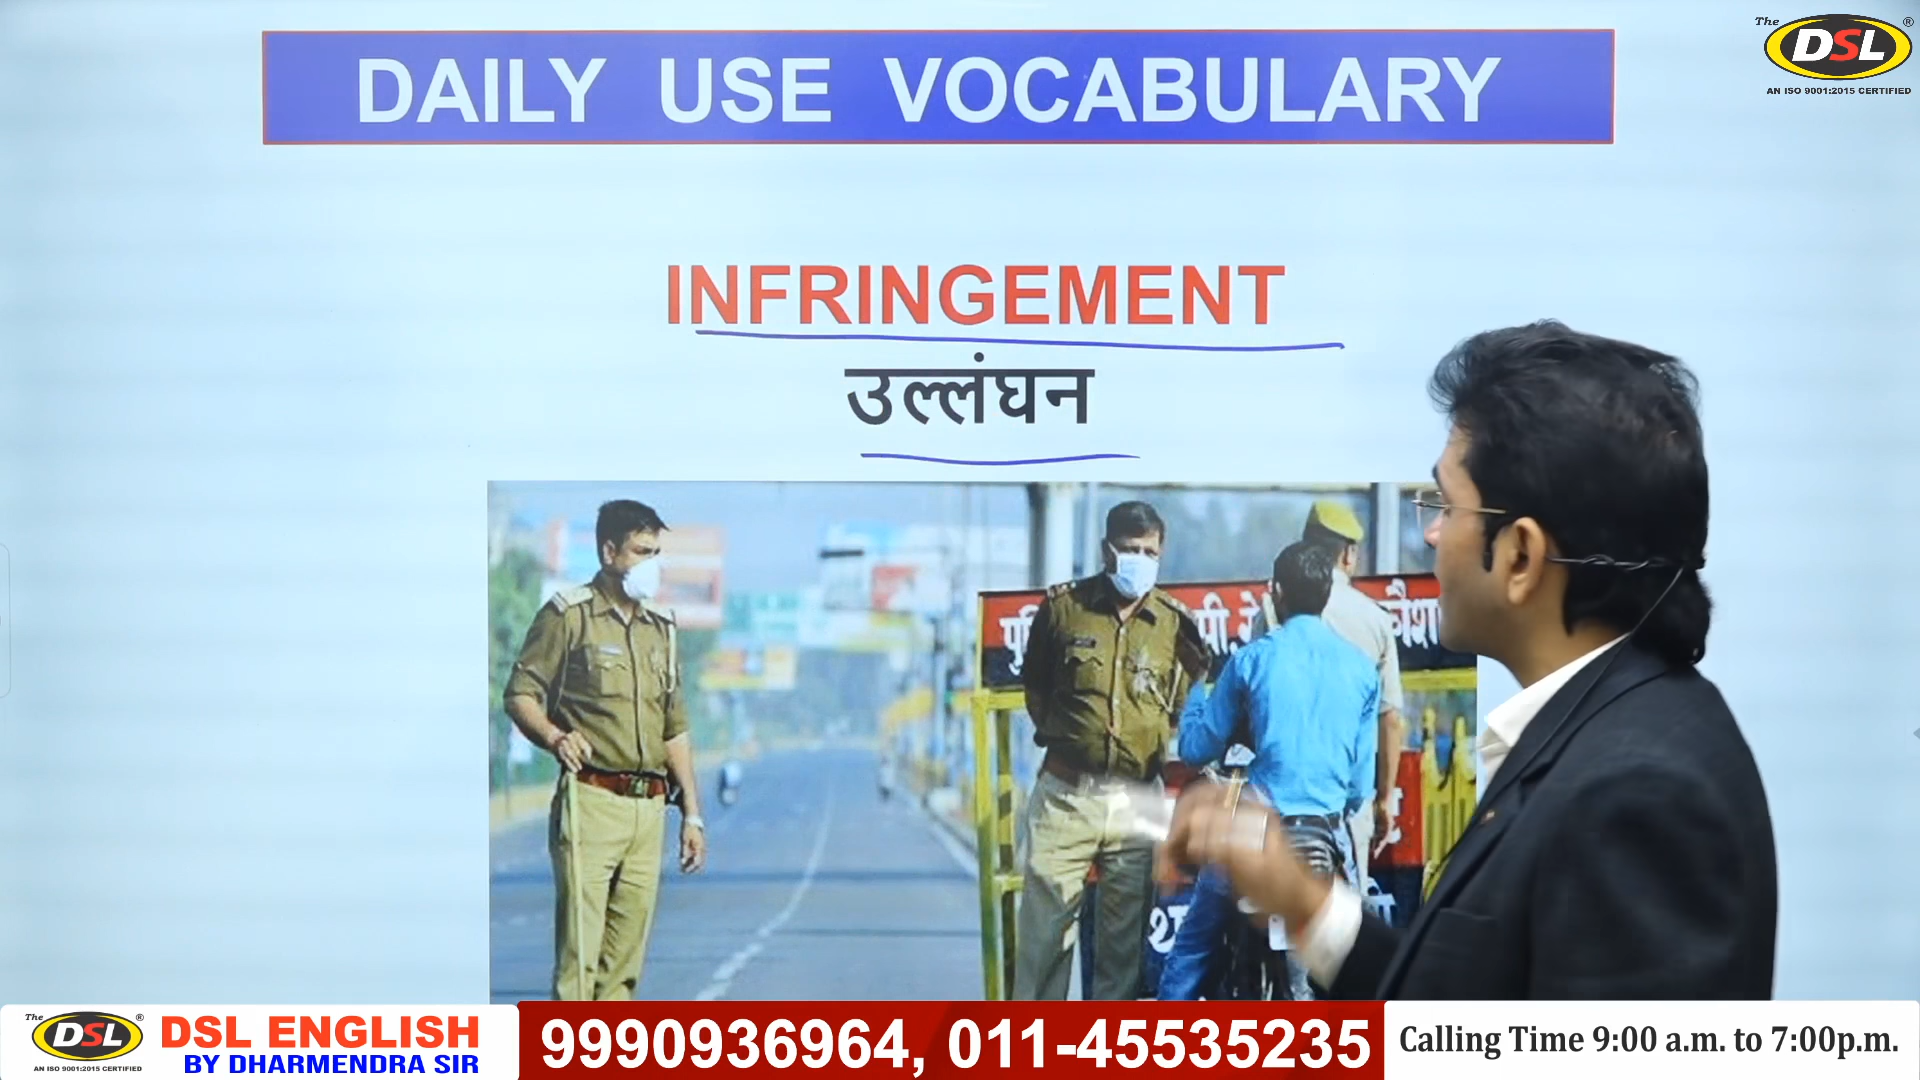 DAILY USE VOCABULARY
The DSL ®
AN ISO 9001:2015 CERTIFIED
INFRINGEMENT
उल्लंघन
The DSL ®
AN ISO 9001:2015 CERTIFIED
DSL ENGLISH
BY DHARMENDRA SIR
9990936964, 011-45535235
Calling Time 9:00 a.m. to 7:00p.m.